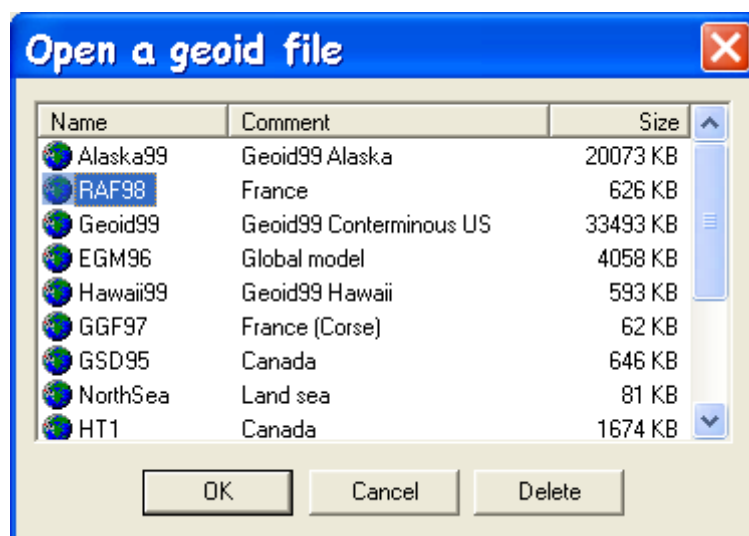 Open a geoid file
Name Comment Size
Alaska99 Geoid99 Alaska 20073 KB
RAF98 France 626 KB
Geoid99 Geoid99 Conterminous US 33493 KB
EGM96 Global model 4058 KB
Hawaii99 Geoid99 Hawaii 593 KB
GGF97 France (Corse) 62 KB
GSD95 Canada 646 KB
NorthSea Land sea 81 KB
HT1 Canada 1674 KB
OK Cancel Delete